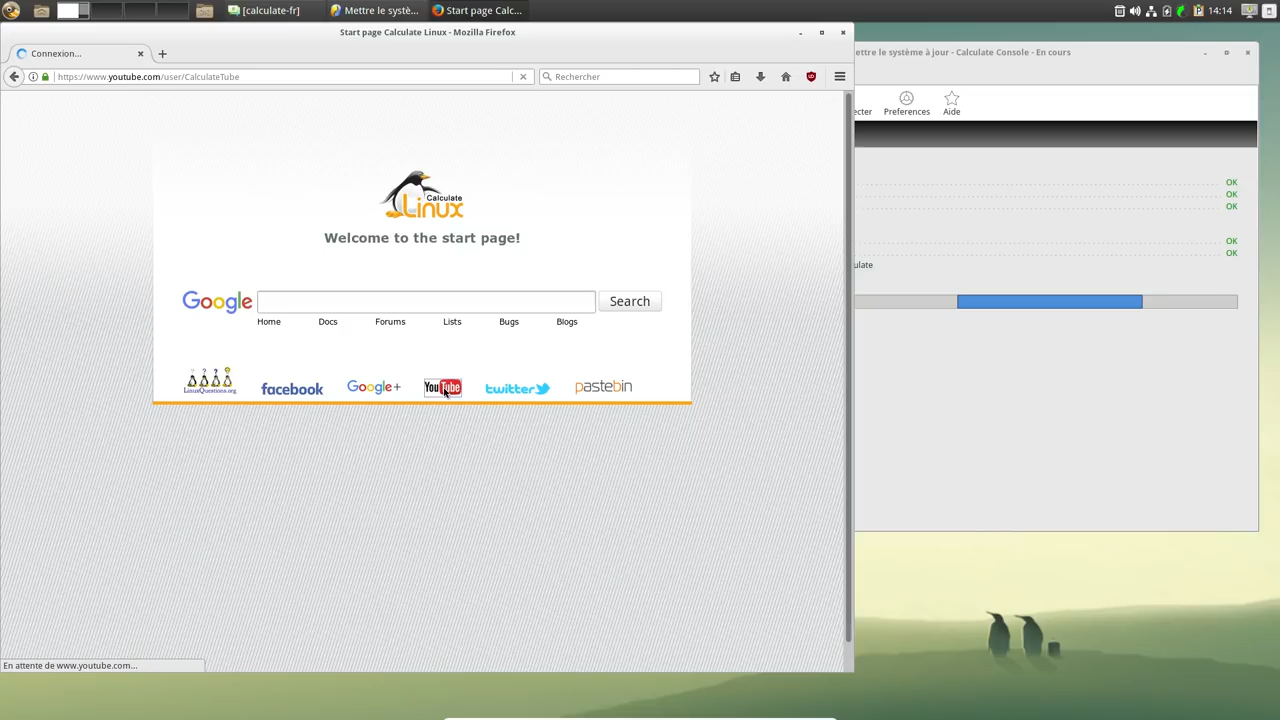 [calculate-fr]
Mettre le systè...
Start page Calc...
14:14
Start page Calculate Linux - Mozilla Firefox
Connexion...
https://www.youtube.com/user/CalculateTube
Rechercher
Calculate
Linux
Welcome to the start page!
Google
Search
Home
Docs
Forums
Lists
Bugs
Blogs
LinuxQuestions.org
facebook
Google+
YouTube
twitter
pastebin
En attente de www.youtube.com...
ettre le système à jour - Calculate Console - En cours
ecter
Preferences
Aide
OK
OK
OK
OK
OK
ulate